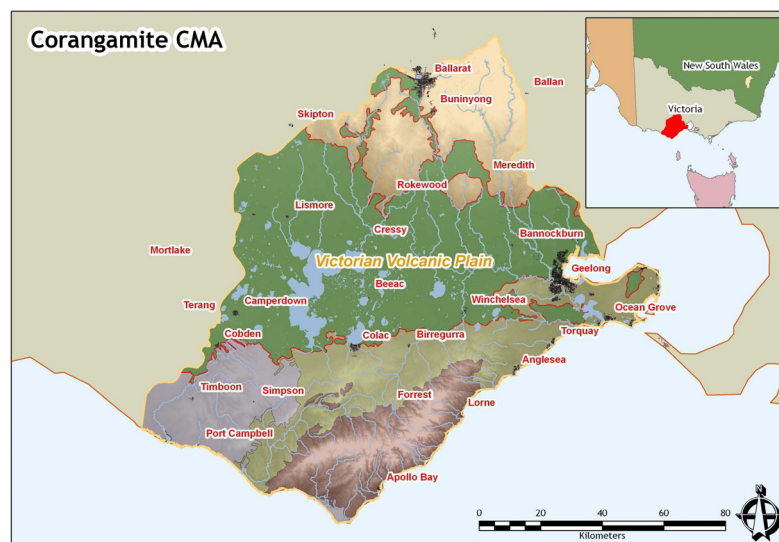 Corangamite CMA
New South Wales
Victoria
Ballarat
Ballan
Buninyong
Skipton
Meredith
Rokewood
Lismore
Cressy
Bannockburn
Mortlake
Victorian Volcanic Plain
Geelong
Beeac
Winchelsea
Camperdown
Terang
Ocean Grove
Cobden
Colac
Birregurra
Torquay
Anglesea
Timboon
Simpson
Forrest
Lorne
Port Campbell
Apollo Bay
0 20 40 60 80
Kilometers